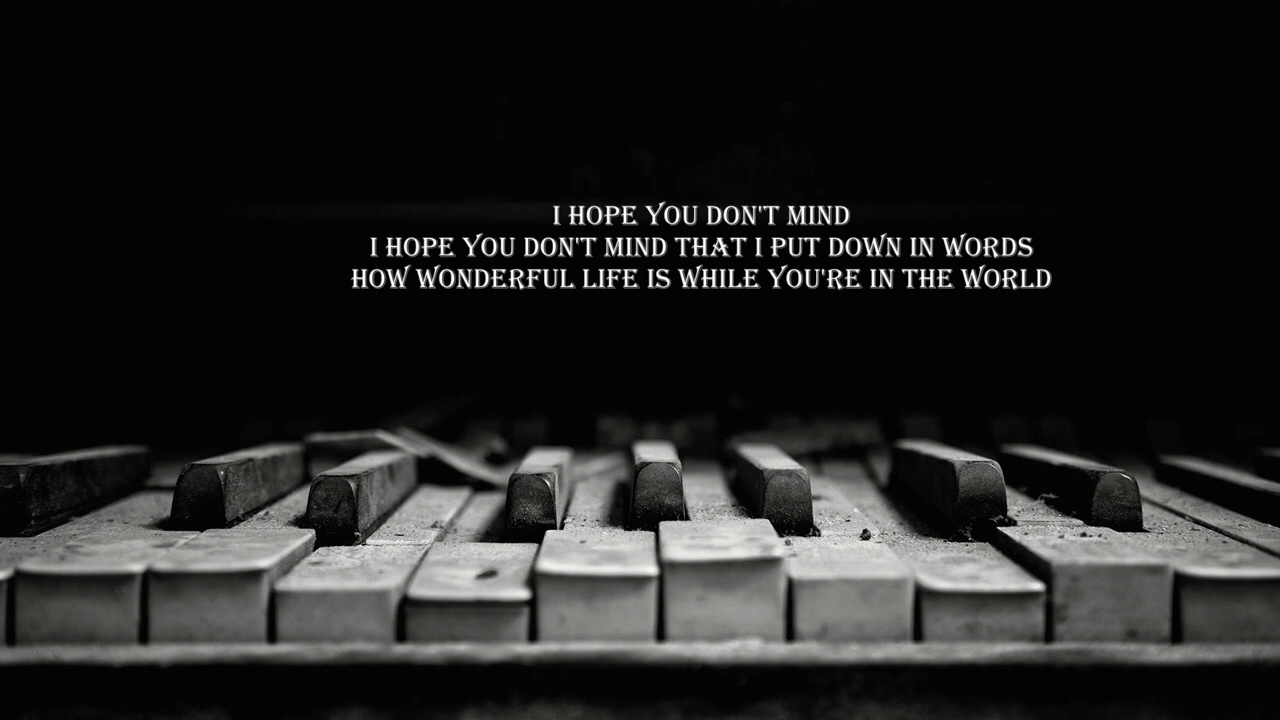 I HOPE YOU DON'T MIND
I HOPE YOU DON'T MIND THAT I PUT DOWN IN WORDS
HOW WONDERFUL LIFE IS WHILE YOU'RE IN THE WORLD